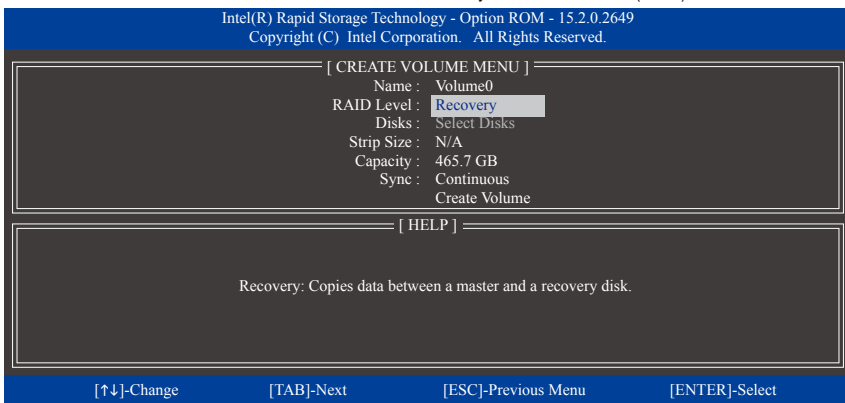 Intel(R) Rapid Storage Technology - Option ROM - 15.2.0.2649
Copyright (C) Intel Corporation. All Rights Reserved.
[ CREATE VOLUME MENU ]
Name : Volume0
RAID Level : Recovery
Disks : Select Disks
Strip Size : N/A
Capacity : 465.7 GB
Sync : Continuous
Create Volume
[ HELP ]
Recovery: Copies data between a master and a recovery disk.
[↑↓]-Change [TAB]-Next [ESC]-Previous Menu [ENTER]-Select